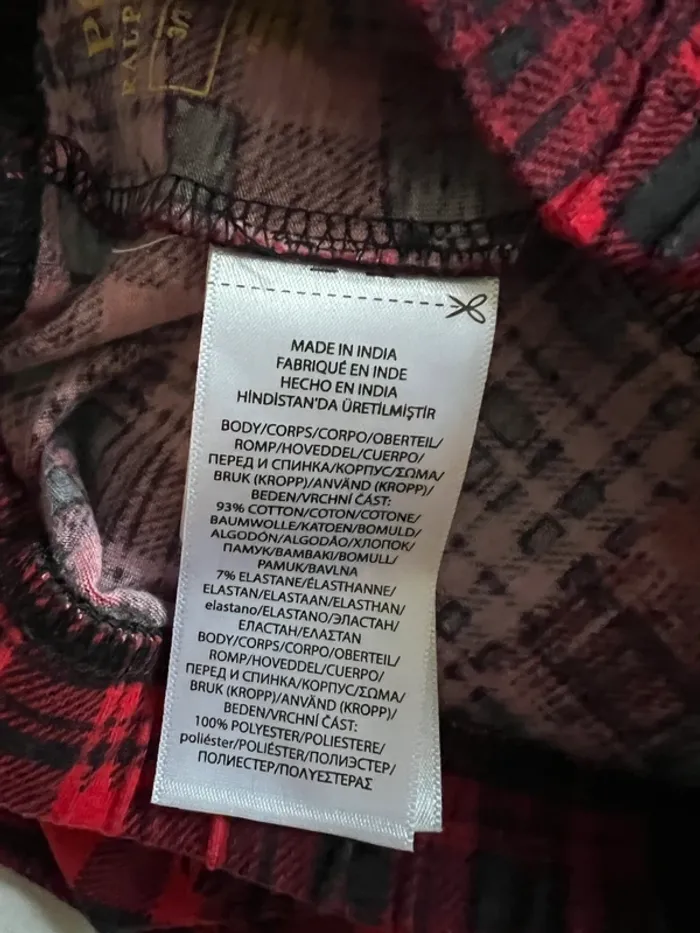 MADE IN INDIA
FABRIQUÉ EN INDE
HECHO EN INDIA
HİNDİSTAN'DA ÜRETİLMİŞTİR
BODY/CORPS/CORPO/OBERTEIL/
ROMP/HOVEDDEL/CUERPO/
ПЕРЕД И СПИНКА/КОРПУС/ΣΩΜΑ/
BRUK (KROPP)/ANVÄND (KROPP)/
BEDEN/VRCHNÍ ČÁST:
93% COTTON/COTON/COTONE/
BAUMWOLLE/KATOEN/BOMULD/
ALGODÓN/ALGODÃO/ХЛОПОК/
ПАМУК/ΒΑΜΒΑΚΙ/BOMULL/
PAMUK/BAVLNA
7% ELASTANE/ÉLASTHANNE/
ELASTAN/ELASTAAN/ELASTHAN/
elastano/ELASTANO/ЭЛАСТАН/
ЕЛАСТАН/ΕΛΑΣΤΑΝ
BODY/CORPS/CORPO/OBERTEIL/
ROMP/HOVEDDEL/CUERPO/
ПЕРЕД И СПИНКА/КОРПУС/ΣΩΜΑ/
BRUK (KROPP)/ANVÄND (KROPP)/
BEDEN/VRCHNÍ ČÁST:
100% POLYESTER/POLIESTERE/
poliéster/POLIÉSTER/ПОЛИЭСТЕР/
ПОЛИЕСТЕР/ΠΟΛΥΕΣΤΕΡΑΣ